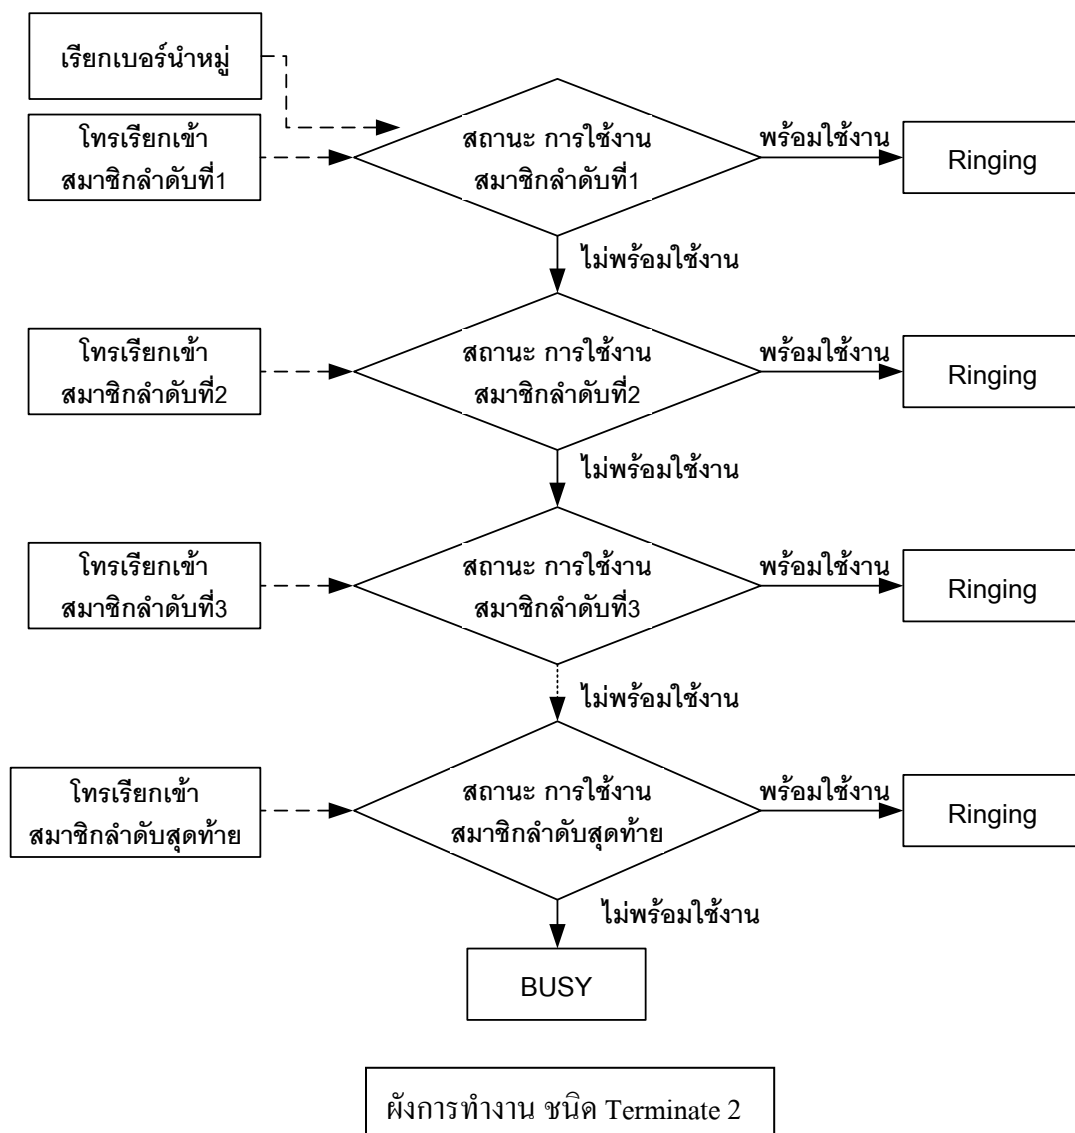 เรียกเบอร์นำหมู่
โทรเรียกเข้า
สมาชิกลำดับที่1
สถานะ การใช้งาน
สมาชิกลำดับที่1
พร้อมใช้งาน
Ringing
ไม่พร้อมใช้งาน
โทรเรียกเข้า
สมาชิกลำดับที่2
สถานะ การใช้งาน
สมาชิกลำดับที่2
พร้อมใช้งาน
Ringing
ไม่พร้อมใช้งาน
โทรเรียกเข้า
สมาชิกลำดับที่3
สถานะ การใช้งาน
สมาชิกลำดับที่3
พร้อมใช้งาน
Ringing
ไม่พร้อมใช้งาน
โทรเรียกเข้า
สมาชิกลำดับสุดท้าย
สถานะ การใช้งาน
สมาชิกลำดับสุดท้าย
พร้อมใช้งาน
Ringing
ไม่พร้อมใช้งาน
BUSY
ผังการทำงาน ชนิด Terminate 2